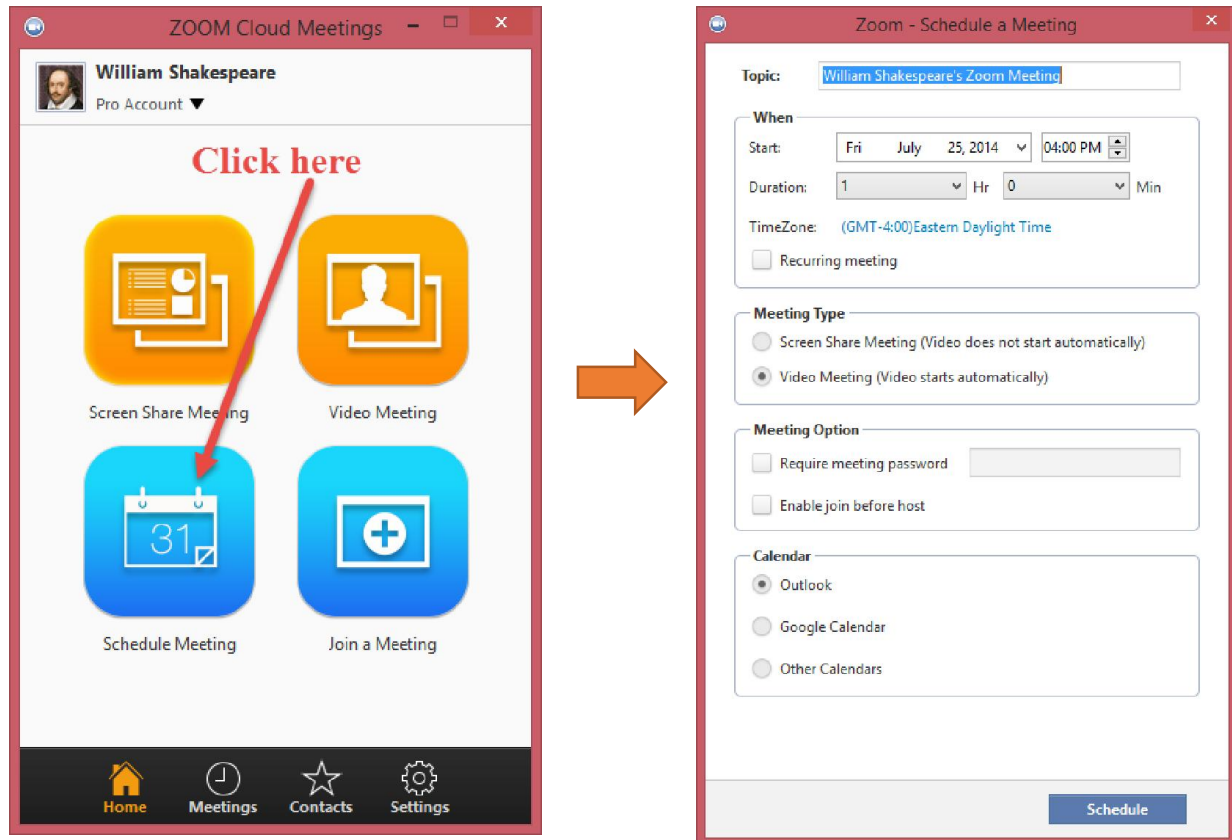 ZOOM Cloud Meetings
William Shakespeare
Pro Account
Click here
Screen Share Meeting
Video Meeting
31
Schedule Meeting
Join a Meeting
Home
Meetings
Contacts
Settings
Zoom - Schedule a Meeting
Topic: William Shakespeare's Zoom Meeting
When
Start: Fri July 25, 2014 04:00 PM
Duration: 1 Hr 0 Min
TimeZone: (GMT-4:00)Eastern Daylight Time
Recurring meeting
Meeting Type
Screen Share Meeting (Video does not start automatically)
Video Meeting (Video starts automatically)
Meeting Option
Require meeting password
Enable join before host
Calendar
Outlook
Google Calendar
Other Calendars
Schedule